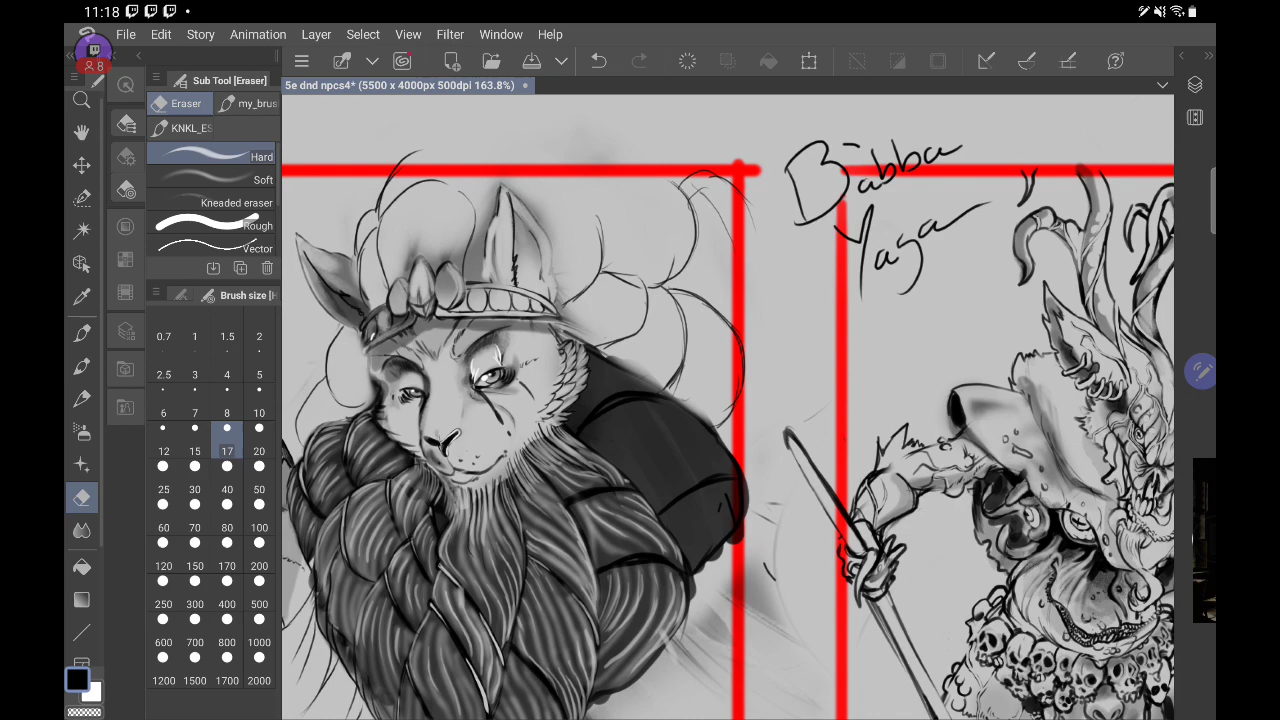 11:18
File Edit Story Animation Layer Select View Filter Window Help
8
Sub Tool [Eraser]
5e dnd npcs4* (5500 x 4000px 500dpi 163.8%)
Eraser my_brus
KNKL_ES
Hard
Soft
Kneaded eraser
Rough
Vector
Brush size [
0.7 1 1.5 2
2.5 3 4 5
6 7 8 10
12 15 17 20
25 30 40 50
60 70 80 100
120 150 170 200
250 300 400 500
600 700 800 1000
1200 1500 1700 2000
Babba
Yaga